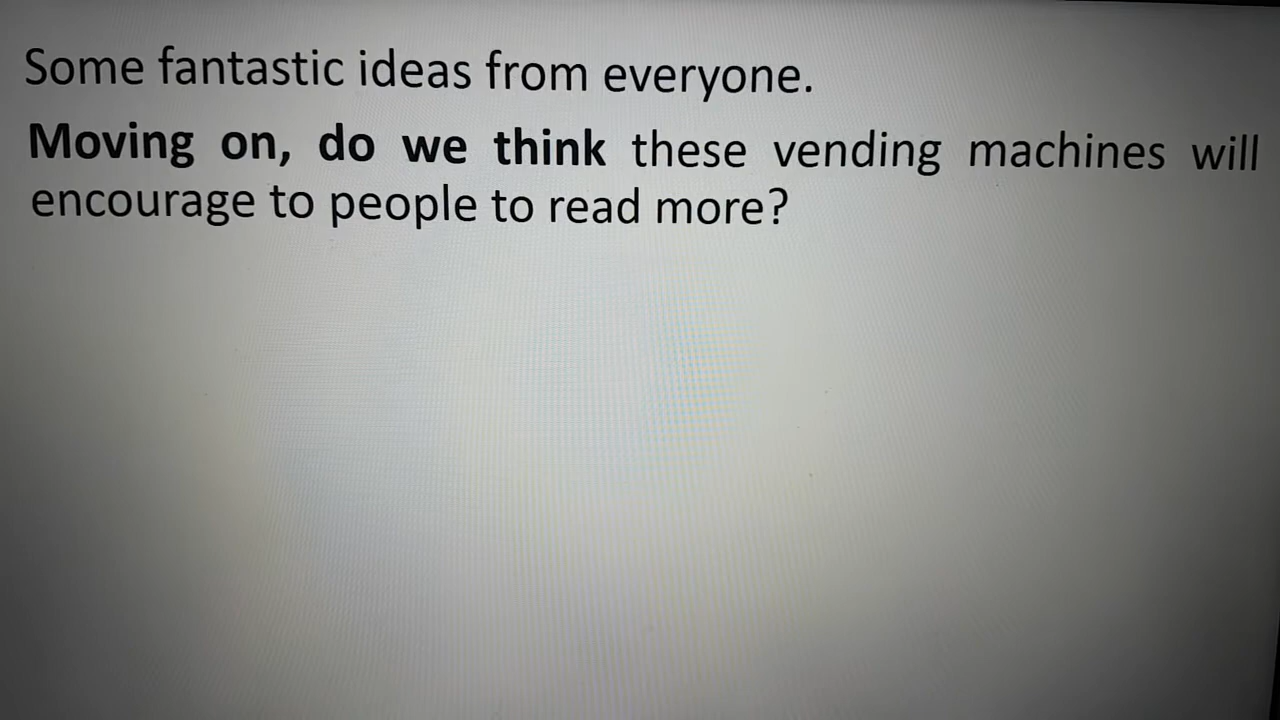 Some fantastic ideas from everyone.
Moving on, do we think these vending machines will
encourage to people to read more?